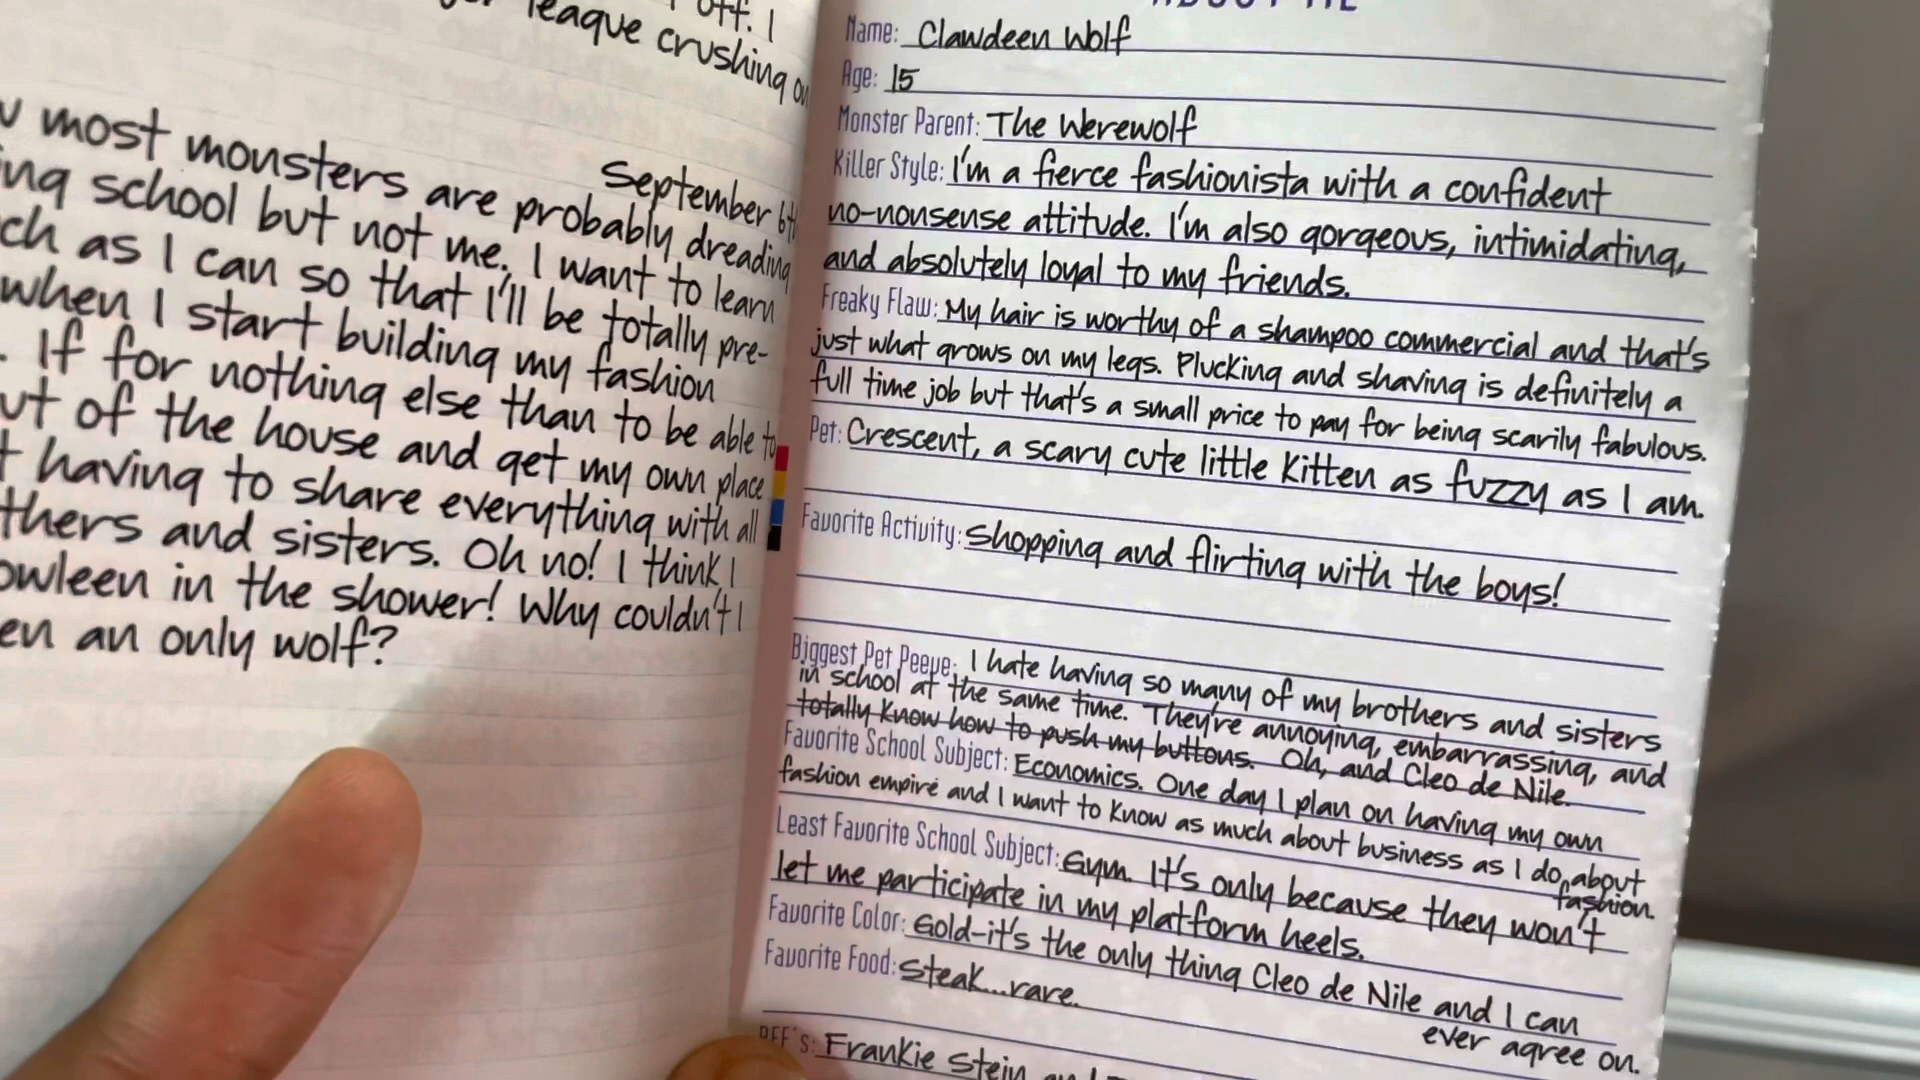 off. I
league crushing
most monsters are probably dreading
September 6th
school but not me. I want to learn
as I can so that I'll be totally pre-
when I start building my fashion
. If for nothing else than to be able to
of the house and get my own place
having to share everything with all
and sisters. Oh no! I think I
in the shower! Why couldn't I
an only wolf?
ABOUT ME
Name: Clawdeen Wolf
Age: 15
Monster Parent: The Werewolf
Killer Style: I'm a fierce fashionista with a confident
no-nonsense attitude. I'm also gorgeous, intimidating,
and absolutely loyal to my friends.
Freaky Flaw: My hair is worthy of a shampoo commercial and that's
just what grows on my legs. Plucking and shaving is definitely a
full time job but that's a small price to pay for being scarily fabulous.
Pet: Crescent, a scary cute little kitten as fuzzy as I am.
Favorite Activity: Shopping and flirting with the boys!
Biggest Pet Peeve: I hate having so many of my brothers and sisters
in school at the same time. They're annoying, embarrassing, and
totally know how to push my buttons. Oh, and Cleo de Nile.
Favorite School Subject: Economics. One day I plan on having my own
fashion empire and I want to know as much about business as I do about
fashion.
Least Favorite School Subject: Gym. It's only because they won't
let me participate in my platform heels.
Favorite Color: Gold-it's the only thing Cleo de Nile and I can
ever agree on.
Favorite Food: Steak...rare.
BFF's: Frankie Stein and